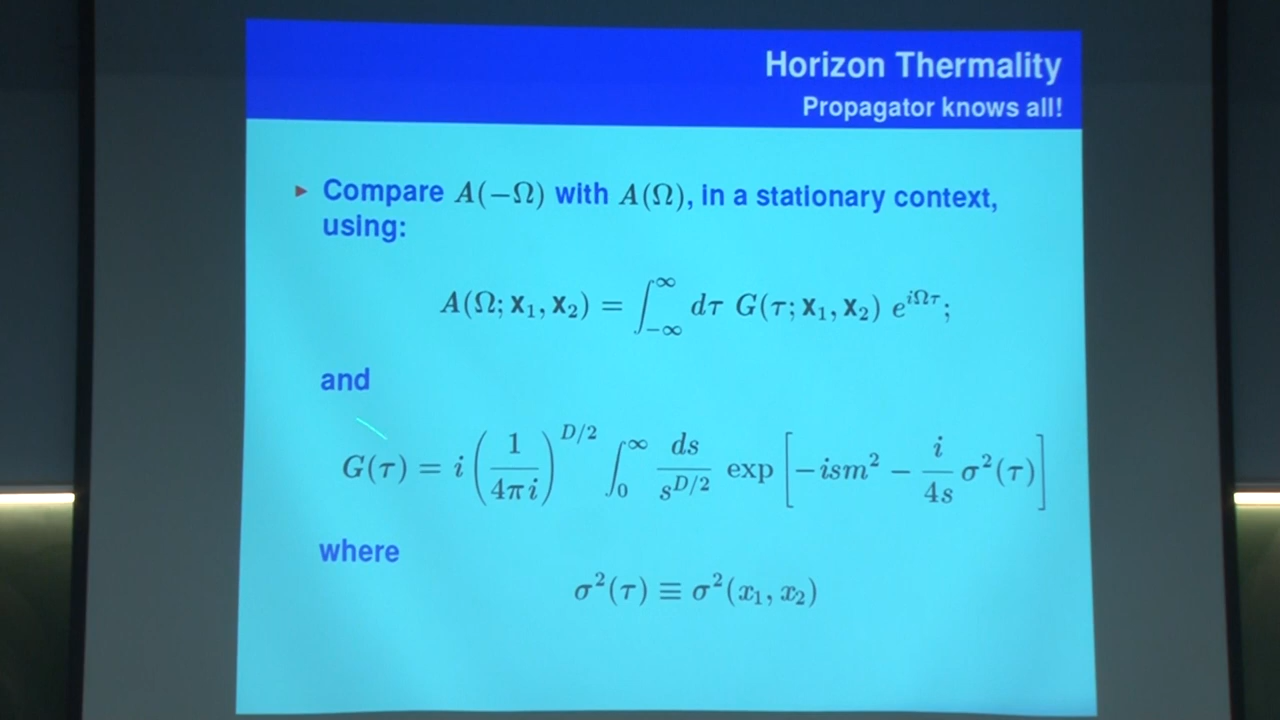 Horizon Thermality
Propagator knows all!
▸ Compare A(−Ω) with A(Ω), in a stationary context,
using:
A(Ω; x₁, x₂) = ∫_{−∞}^{∞} dτ G(τ; x₁, x₂) e^{iΩτ};
and
G(τ) = i (1/(4πi))^{D/2} ∫_0^∞ ds/s^{D/2} exp[−ism² − (i/4s) σ²(τ)]
where
σ²(τ) ≡ σ²(x₁, x₂)